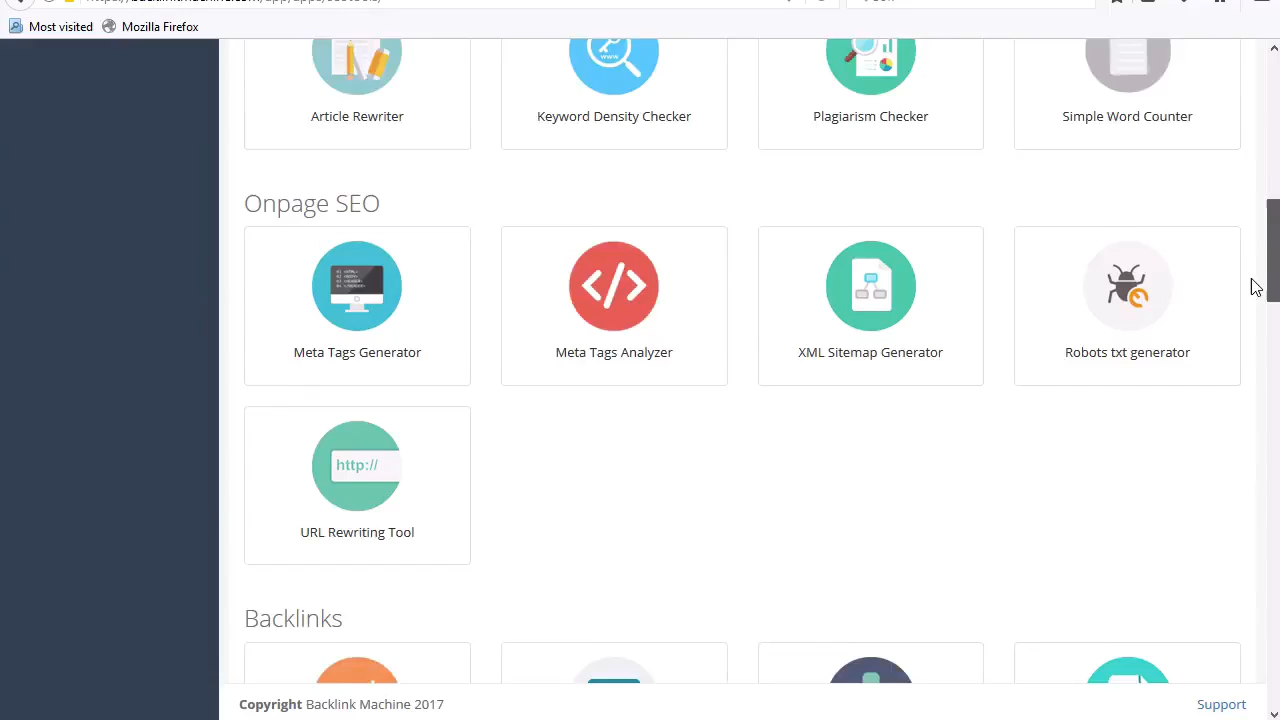 Most visited Mozilla Firefox
Article Rewriter Keyword Density Checker Plagiarism Checker Simple Word Counter
Onpage SEO
Meta Tags Generator Meta Tags Analyzer XML Sitemap Generator Robots txt generator
http://
URL Rewriting Tool
Backlinks
Copyright Backlink Machine 2017 Support